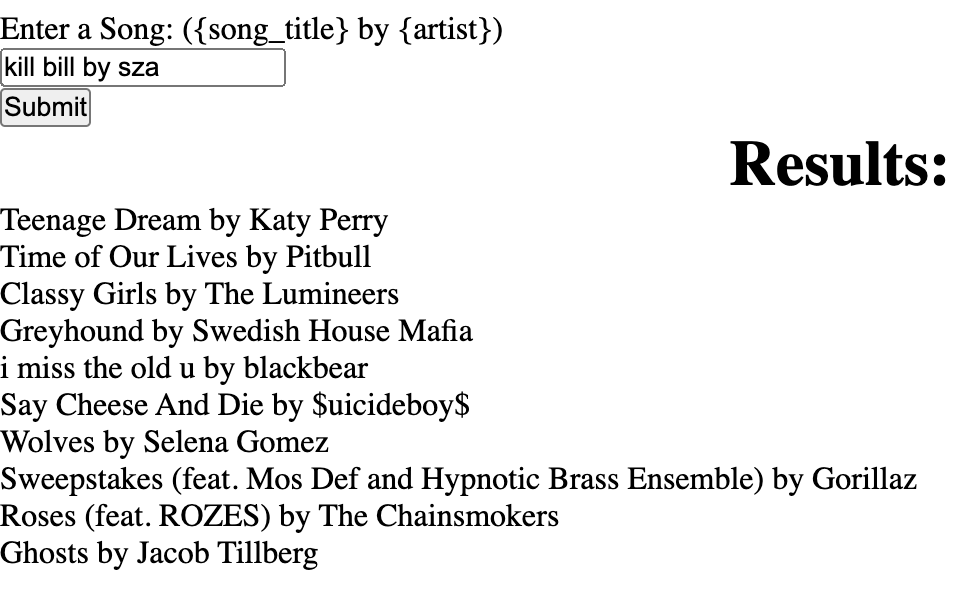 Enter a Song: ({song_title} by {artist})
kill bill by sza
Submit
Results:
Teenage Dream by Katy Perry
Time of Our Lives by Pitbull
Classy Girls by The Lumineers
Greyhound by Swedish House Mafia
i miss the old u by blackbear
Say Cheese And Die by $uicideboy$
Wolves by Selena Gomez
Sweepstakes (feat. Mos Def and Hypnotic Brass Ensemble) by Gorillaz
Roses (feat. ROZES) by The Chainsmokers
Ghosts by Jacob Tillberg